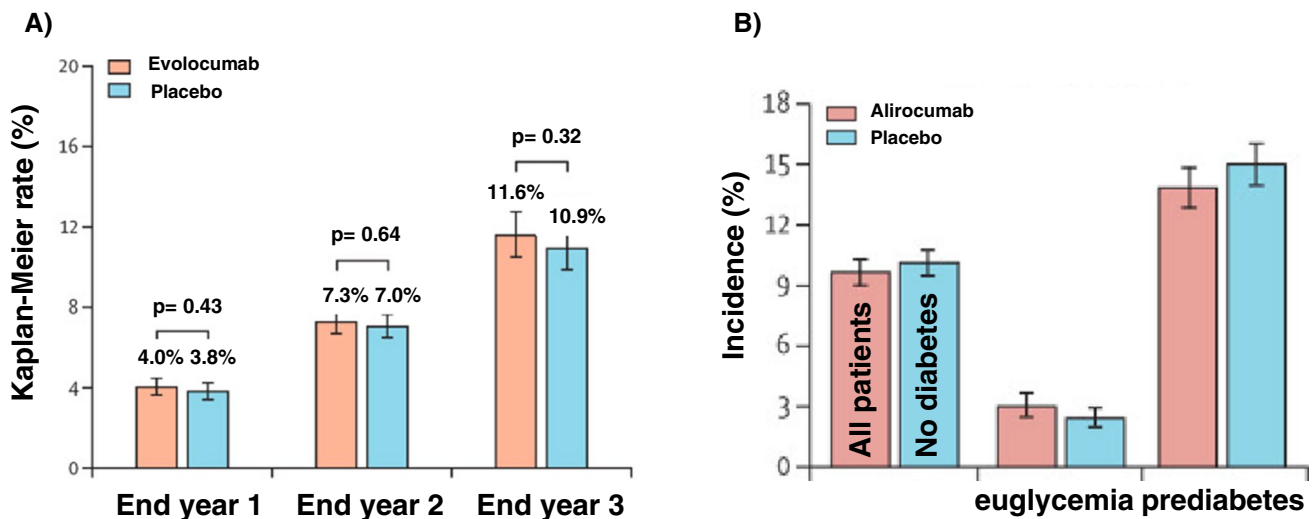 A)
Kaplan-Meier rate (%)
20
16
12
8
4
0
Evolocumab
Placebo
p= 0.43
4.0% 3.8%
p= 0.64
7.3% 7.0%
p= 0.32
11.6%
10.9%
End year 1 End year 2 End year 3
B)
Incidence (%)
18
15
12
9
6
3
0
Alirocumab
Placebo
All patients
No diabetes
euglycemia prediabetes